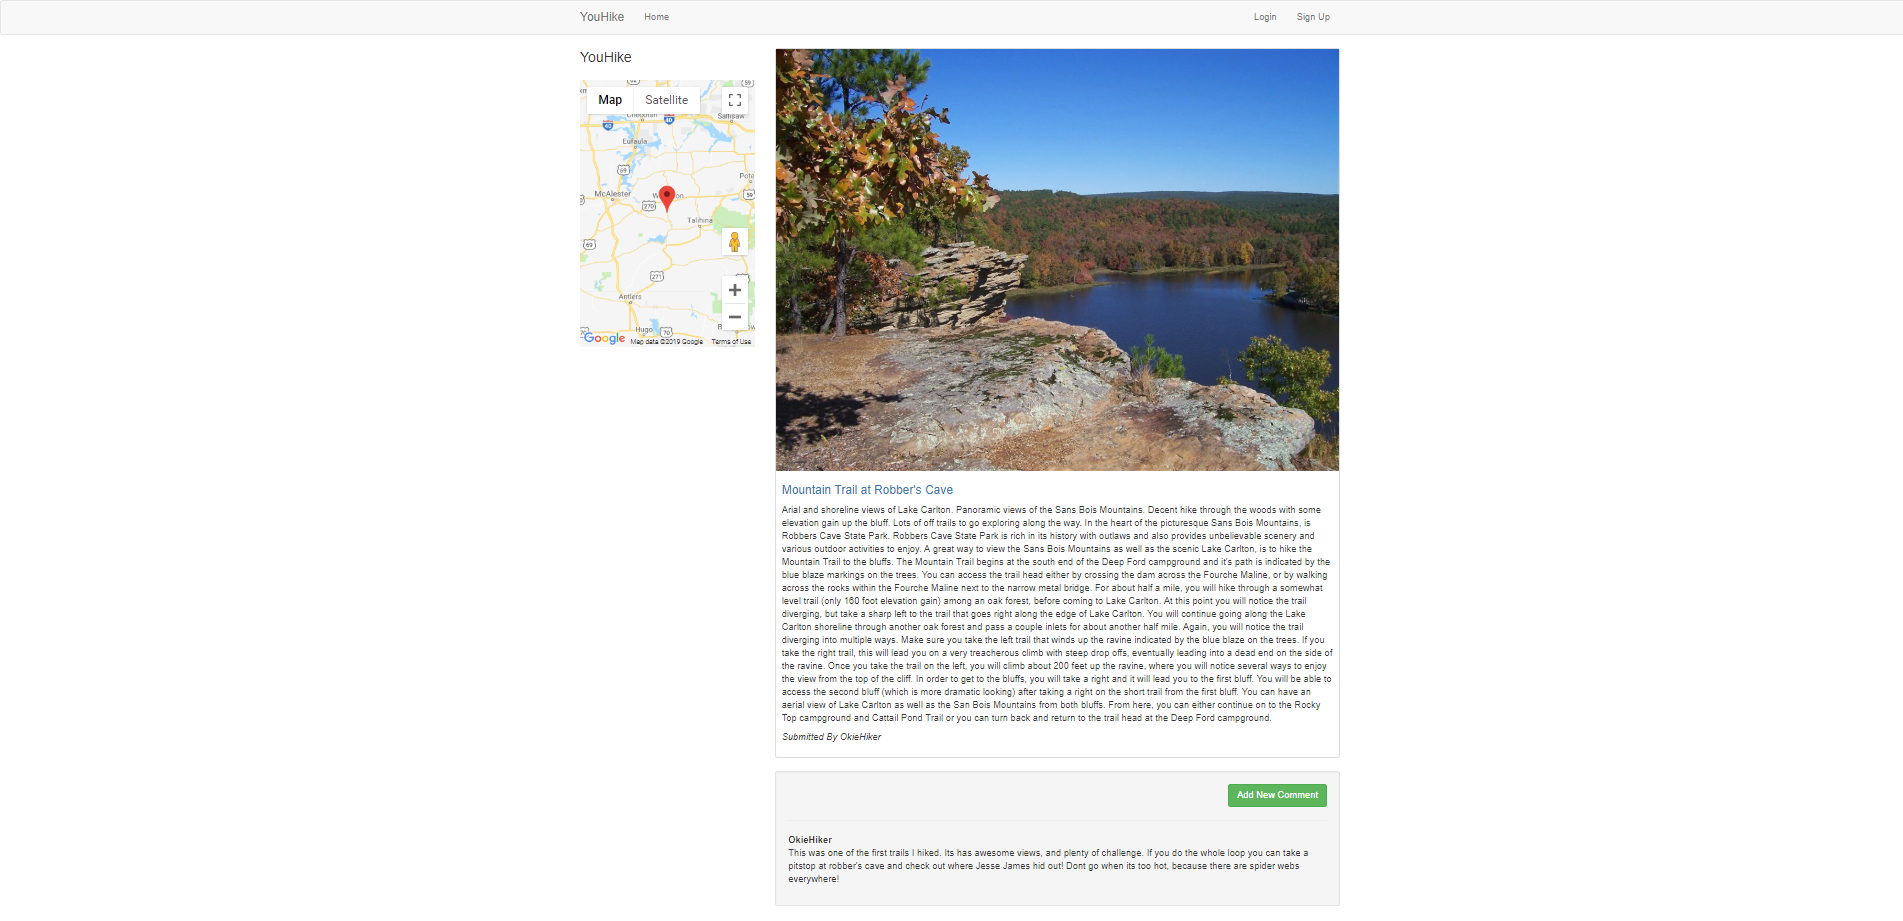 YouHike Home Login Sign Up
YouHike
Map Satellite
Sallisaw
Eufaula
McAlester
Talihina
Antlers
Hugo
Google Map data ©2019 Google Terms of Use
Mountain Trail at Robber's Cave
Arial and shoreline views of Lake Carlton. Panoramic views of the Sans Bois Mountains. Decent hike through the woods with some
elevation gain up the bluff. Lots of off trails to go exploring along the way. In the heart of the picturesque Sans Bois Mountains, is
Robbers Cave State Park. Robbers Cave State Park is rich in its history with outlaws and also provides unbelievable scenery and
various outdoor activities to enjoy. A great way to view the Sans Bois Mountains as well as the scenic Lake Carlton, is to hike the
Mountain Trail to the bluffs. The Mountain Trail begins at the south end of the Deep Ford campground and it's path is indicated by the
blue blaze markings on the trees. You can access the trail head either by crossing the dam across the Fourche Maline, or by walking
across the rocks within the Fourche Maline next to the narrow metal bridge. For about half a mile, you will hike through a somewhat
level trail (only 160 foot elevation gain) among an oak forest, before coming to Lake Carlton. At this point you will notice the trail
diverging, but take a sharp left to the trail that goes right along the edge of Lake Carlton. You will continue going along the Lake
Carlton shoreline through another oak forest and pass a couple inlets for about another half mile. Again, you will notice the trail
diverging into multiple ways. Make sure you take the left trail that winds up the ravine indicated by the blue blaze on the trees. If you
take the right trail, this will lead you on a very treacherous climb with steep drop offs, eventually leading into a dead end on the side of
the ravine. Once you take the trail on the left, you will climb about 200 feet up the ravine, where you will notice several ways to enjoy
the view from the top of the cliff. In order to get to the bluffs, you will take a right and it will lead you to the first bluff. You will be able to
access the second bluff (which is more dramatic looking) after taking a right on the short trail from the first bluff. You can have an
aerial view of Lake Carlton as well as the San Bois Mountains from both bluffs. From here, you can either continue on to the Rocky
Top campground and Cattail Pond Trail or you can turn back and return to the trail head at the Deep Ford campground.
Submitted By OkieHiker
Add New Comment
OkieHiker
This was one of the first trails I hiked. Its has awesome views, and plenty of challenge. If you do the whole loop you can take a
pitstop at robber's cave and check out where Jesse James hid out! Dont go when its too hot, because there are spider webs
everywhere!